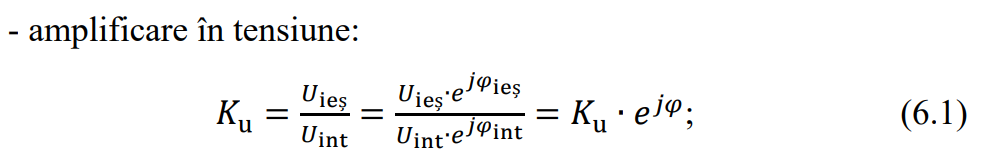 - amplificare în tensiune:
K_u = U_ieș / U_int = U_ieș·e^{jφ_ieș} / U_int·e^{jφ_int} = K_u · e^{jφ}; (6.1)